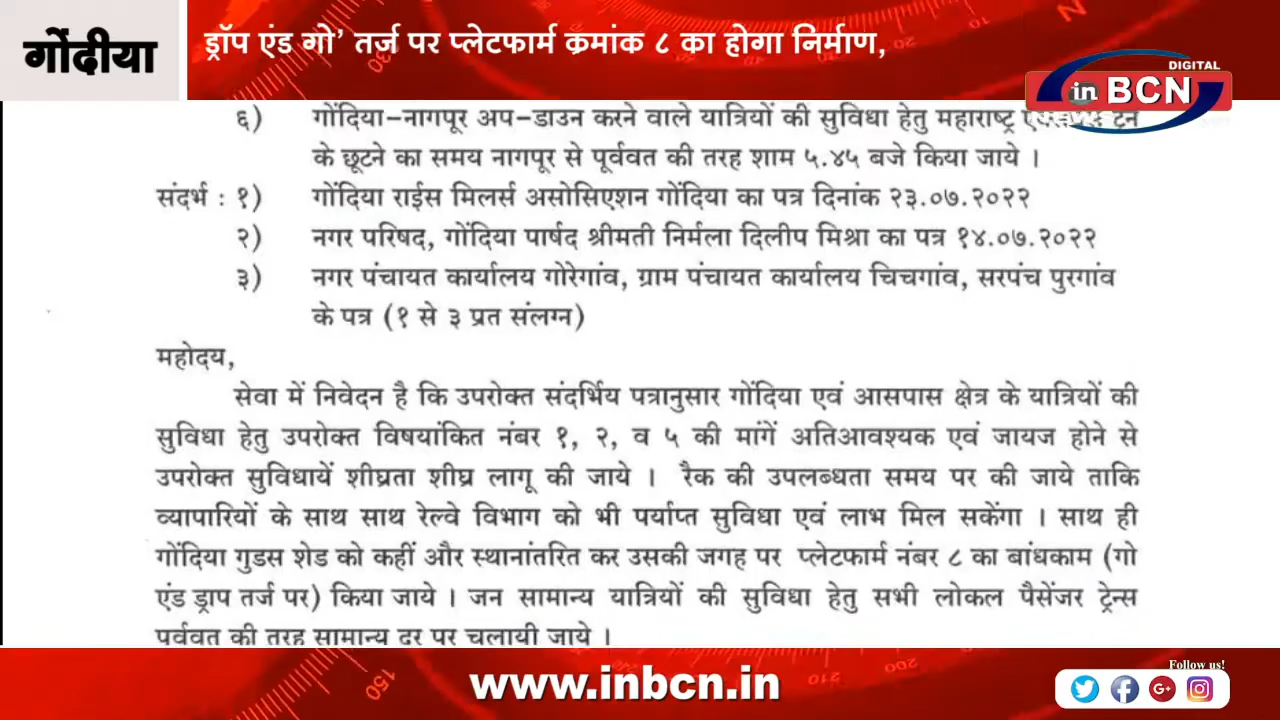 गोंदीया
ड्रॉप एंड गो’ तर्ज पर प्लेटफार्म क्रमांक ८ का होगा निर्माण,
DIGITAL
in BCN
NEWS
६) गोंदिया-नागपूर अप-डाउन करने वाले यात्रियों की सुविधा हेतु महाराष्ट्र
के छूटने का समय नागपूर से पूर्ववत की तरह शाम ५.४५ बजे किया जाये ।
संदर्भ : १) गोंदिया राईस मिलर्स असोसिएशन गोंदिया का पत्र दिनांक २३.०७.२०२२
२) नगर परिषद, गोंदिया पार्षद श्रीमती निर्मला दिलीप मिश्रा का पत्र १४.०७.२०२२
३) नगर पंचायत कार्यालय गोरेगांव, ग्राम पंचायत कार्यालय चिचगांव, सरपंच पुरगांव
के पत्र (१ से ३ प्रत संलग्न)
महोदय,
सेवा में निवेदन है कि उपरोक्त संदर्भिय पत्रानुसार गोंदिया एवं आसपास क्षेत्र के यात्रियों की
सुविधा हेतु उपरोक्त विषयांकित नंबर १, २, व ५ की मांगें अतिआवश्यक एवं जायज होने से
उपरोक्त सुविधायें शीघ्रता शीघ्र लागू की जाये । रैक की उपलब्धता समय पर की जाये ताकि
व्यापारियों के साथ साथ रेल्वे विभाग को भी पर्याप्त सुविधा एवं लाभ मिल सकेंगा । साथ ही
गोंदिया गुडस शेड को कहीं और स्थानांतरित कर उसकी जगह पर प्लेटफार्म नंबर ८ का बांधकाम (गो
एंड ड्राप तर्ज पर) किया जाये । जन सामान्य यात्रियों की सुविधा हेतु सभी लोकल पैसेंजर ट्रेन्स
पूर्ववत की तरह सामान्य दर पर चलायी जाये ।
www.inbcn.in
Follow us!